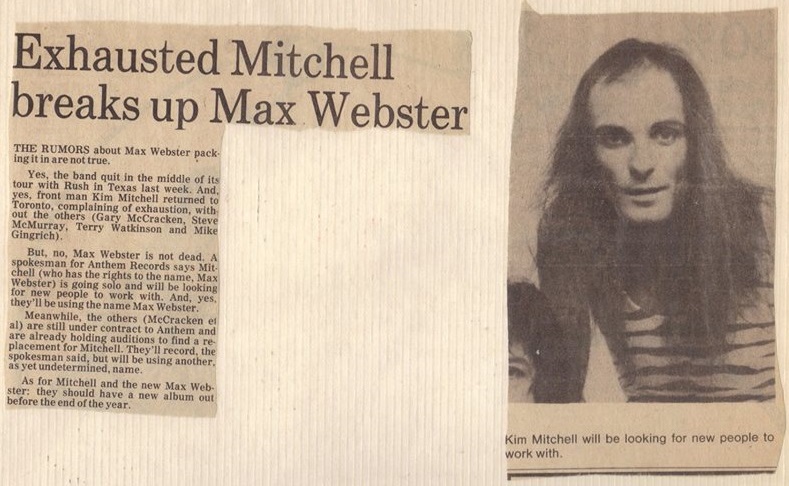 Exhausted Mitchell
breaks up Max Webster
THE RUMORS about Max Webster pack-
ing it in are not true.
Yes, the band quit in the middle of its
tour with Rush in Texas last week. And,
yes, front man Kim Mitchell returned to
Toronto, complaining of exhaustion, with-
out the others (Gary McCracken, Steve
McMurray, Terry Watkinson and Mike
Gingrich).
But, no, Max Webster is not dead. A
spokesman for Anthem Records says Mit-
chell (who has the rights to the name, Max
Webster) is going solo and will be looking
for new people to work with. And, yes,
they'll be using the name Max Webster.
Meanwhile, the others (McCracken et
al) are still under contract to Anthem and
are already holding auditions to find a re-
placement for Mitchell. They'll record, the
spokesman said, but will be using another,
as yet undetermined, name.
As for Mitchell and the new Max Web-
ster: they should have a new album out
before the end of the year.
Kim Mitchell will be looking for new people to
work with.